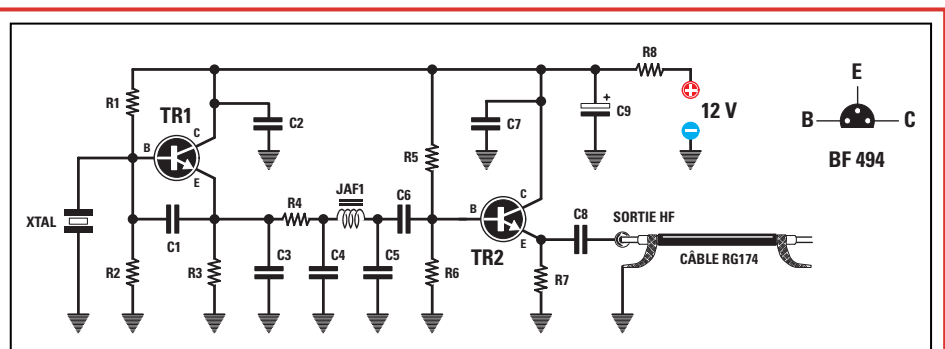 R8
E
R1
TR1
C
B
E
C2
C7
+
C9
12 V
B
C
BF 494
R5
XTAL
R4
JAF1
C6
B
C
E
TR2
C8
SORTIE HF
CÂBLE RG174
C1
R2
R3
C3
C4
C5
R6
R7